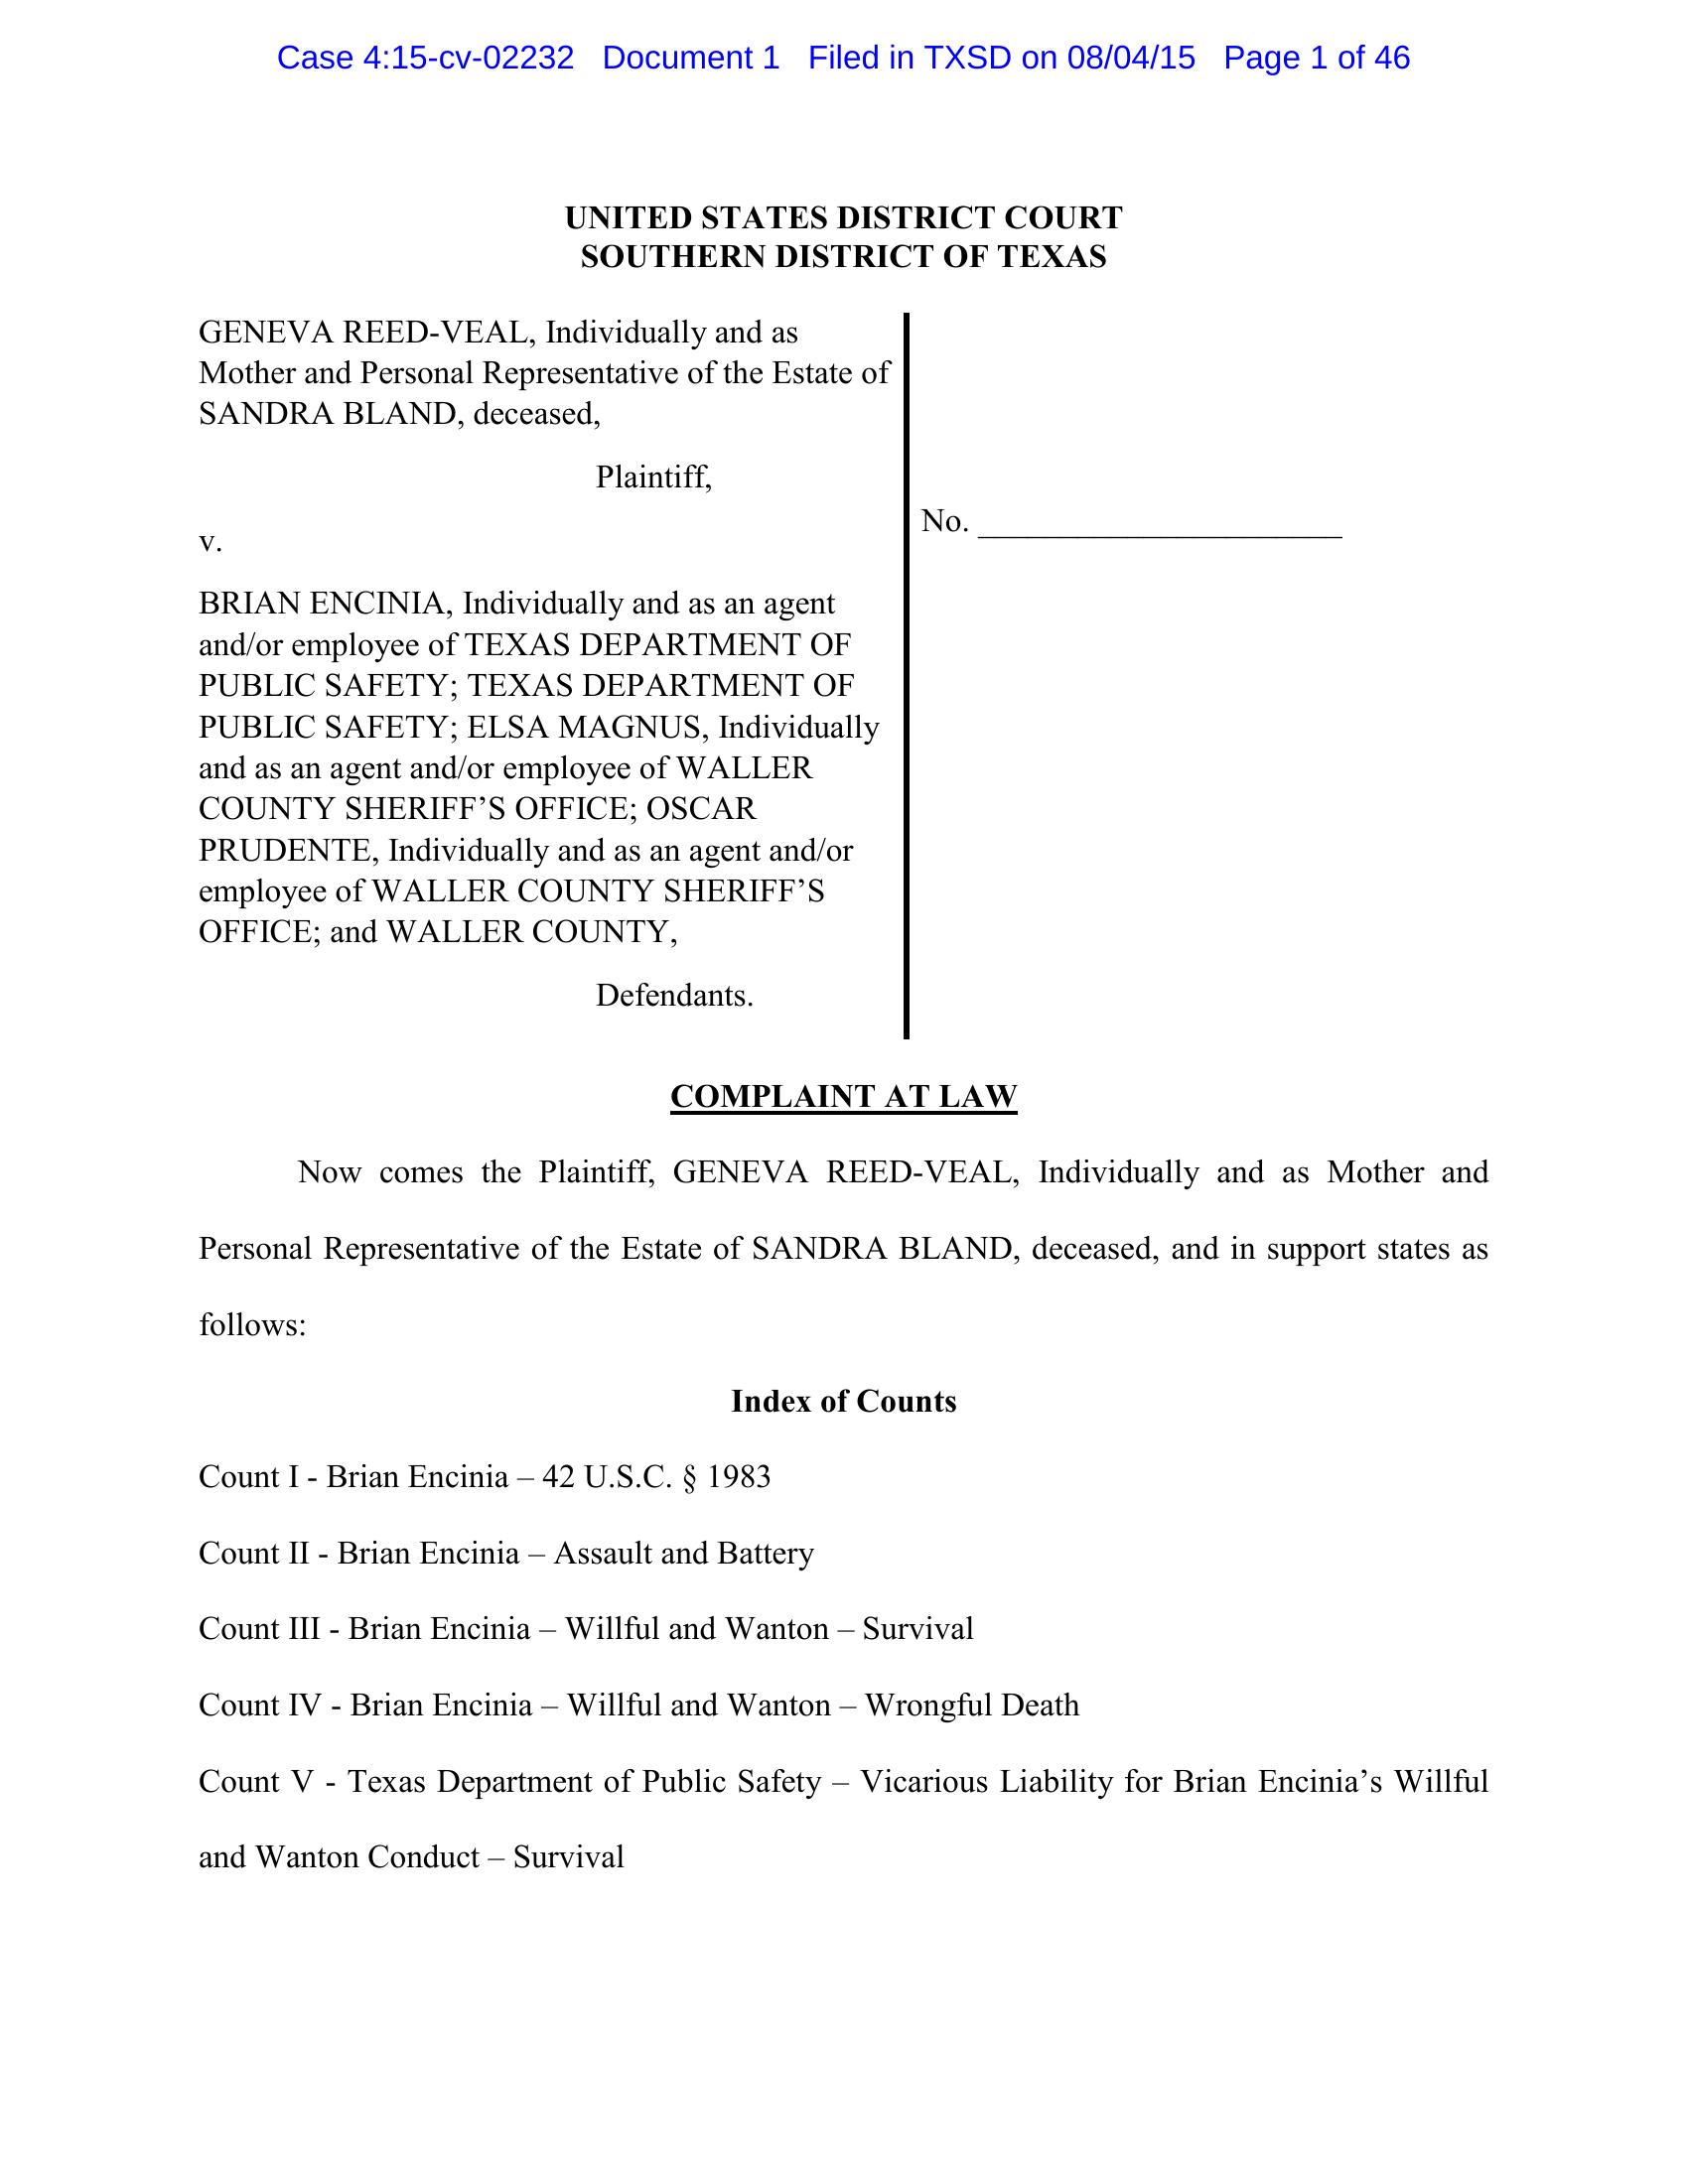 Case 4:15-cv-02232 Document 1 Filed in TXSD on 08/04/15 Page 1 of 46
UNITED STATES DISTRICT COURT
SOUTHERN DISTRICT OF TEXAS
GENEVA REED-VEAL, Individually and as
Mother and Personal Representative of the Estate of
SANDRA BLAND, deceased,
Plaintiff,
v.
BRIAN ENCINIA, Individually and as an agent
and/or employee of TEXAS DEPARTMENT OF
PUBLIC SAFETY; TEXAS DEPARTMENT OF
PUBLIC SAFETY; ELSA MAGNUS, Individually
and as an agent and/or employee of WALLER
COUNTY SHERIFF’S OFFICE; OSCAR
PRUDENTE, Individually and as an agent and/or
employee of WALLER COUNTY SHERIFF’S
OFFICE; and WALLER COUNTY,
Defendants.
No. ______________________
COMPLAINT AT LAW
Now comes the Plaintiff, GENEVA REED-VEAL, Individually and as Mother and
Personal Representative of the Estate of SANDRA BLAND, deceased, and in support states as
follows:
Index of Counts
Count I - Brian Encinia – 42 U.S.C. § 1983
Count II - Brian Encinia – Assault and Battery
Count III - Brian Encinia – Willful and Wanton – Survival
Count IV - Brian Encinia – Willful and Wanton – Wrongful Death
Count V - Texas Department of Public Safety – Vicarious Liability for Brian Encinia’s Willful
and Wanton Conduct – Survival